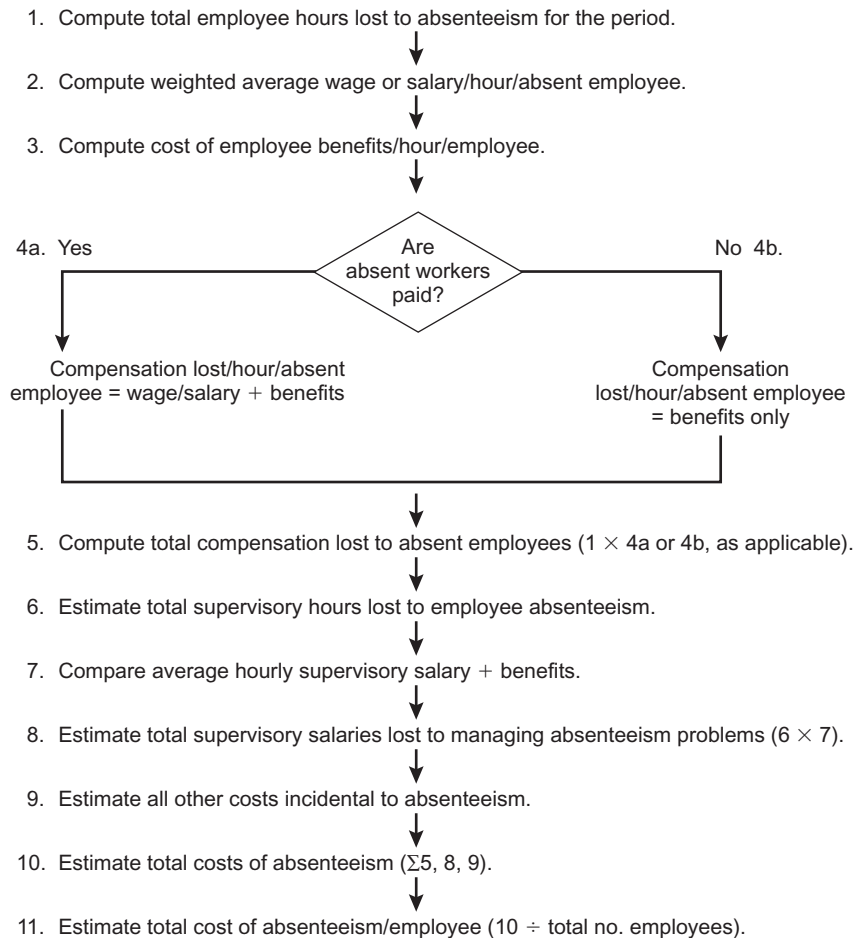 1. Compute total employee hours lost to absenteeism for the period.
2. Compute weighted average wage or salary/hour/absent employee.
3. Compute cost of employee benefits/hour/employee.
4a. Yes
Are
absent workers
paid?
No 4b.
Compensation lost/hour/absent
employee = wage/salary + benefits
Compensation
lost/hour/absent employee
= benefits only
5. Compute total compensation lost to absent employees (1 × 4a or 4b, as applicable).
6. Estimate total supervisory hours lost to employee absenteeism.
7. Compare average hourly supervisory salary + benefits.
8. Estimate total supervisory salaries lost to managing absenteeism problems (6 × 7).
9. Estimate all other costs incidental to absenteeism.
10. Estimate total costs of absenteeism (Σ5, 8, 9).
11. Estimate total cost of absenteeism/employee (10 ÷ total no. employees).